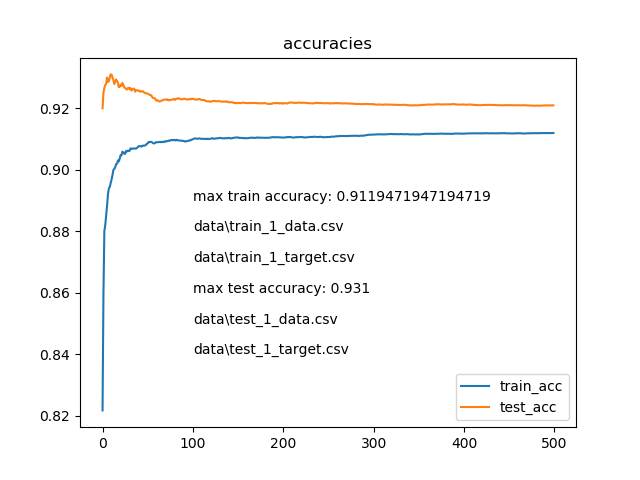 accuracies
0.92
0.90
0.88
0.86
0.84
0.82
max train accuracy: 0.9119471947194719
data\train_1_data.csv
data\train_1_target.csv
max test accuracy: 0.931
data\test_1_data.csv
data\test_1_target.csv
train_acc
test_acc
0 100 200 300 400 500